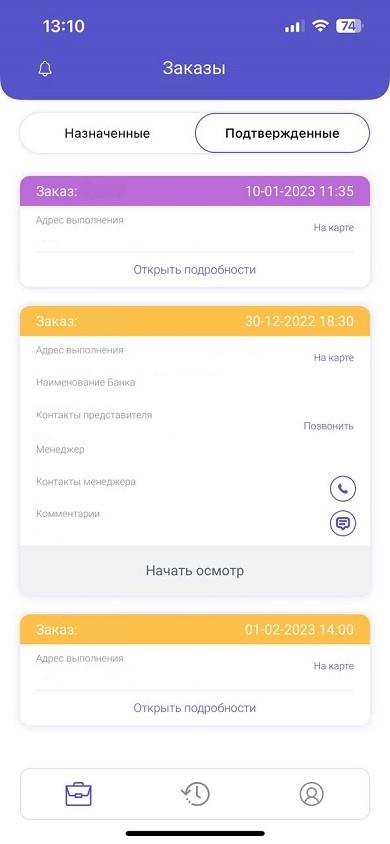 13:10
74
Заказы
Назначенные
Подтвержденные
Заказ: 10-01-2023 11:35
Адрес выполнения
На карте
Открыть подробности
Заказ: 30-12-2022 18:30
Адрес выполнения
На карте
Наименование Банка
Контакты представителя
Позвонить
Менеджер
Контакты менеджера
Комментарии
Начать осмотр
Заказ: 01-02-2023 14:00
Адрес выполнения
На карте
Открыть подробности